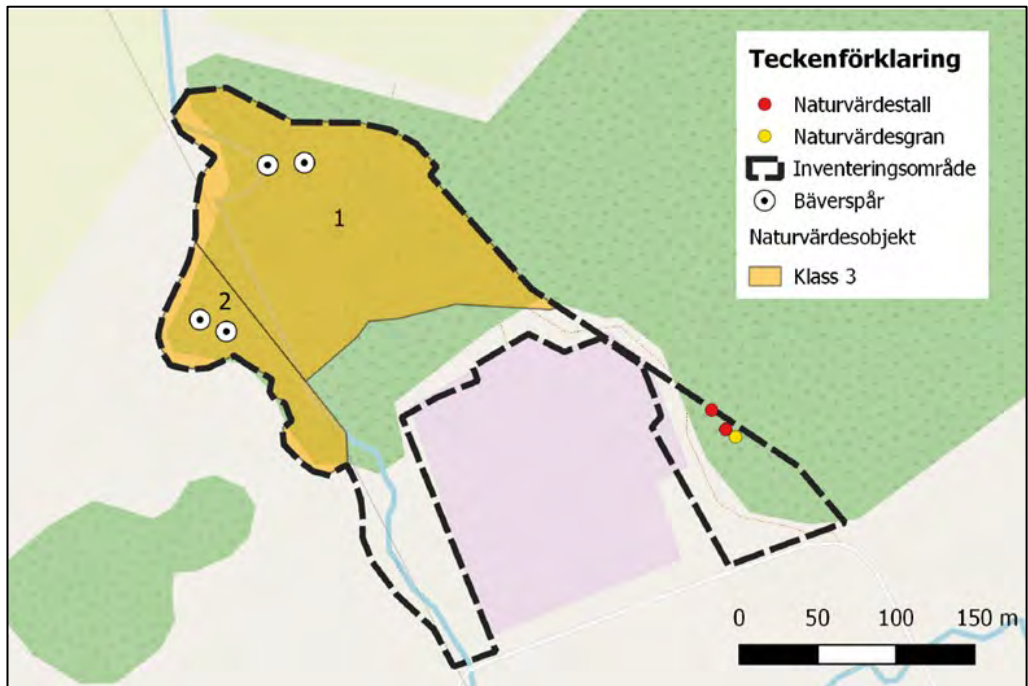 Teckenförklaring
Naturvärdestall
Naturvärdesgran
Inventeringsområde
Bäverspår
Naturvärdesobjekt
Klass 3
1
2
0 50 100 150 m